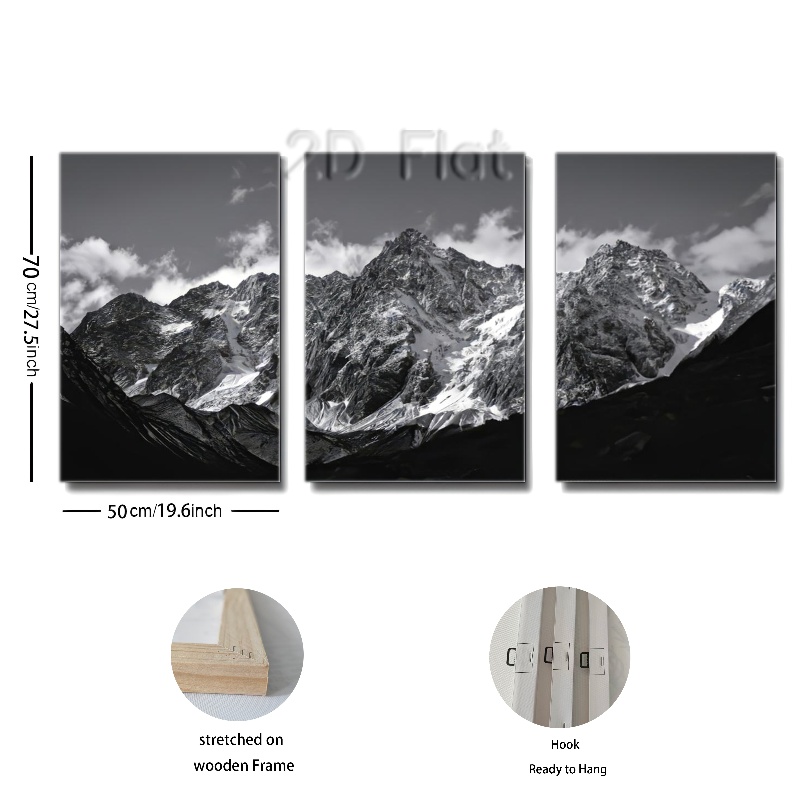 2D Flat
70 cm/27.5inch
50cm/19.6inch
stretched on
wooden Frame
Hook
Ready to Hang